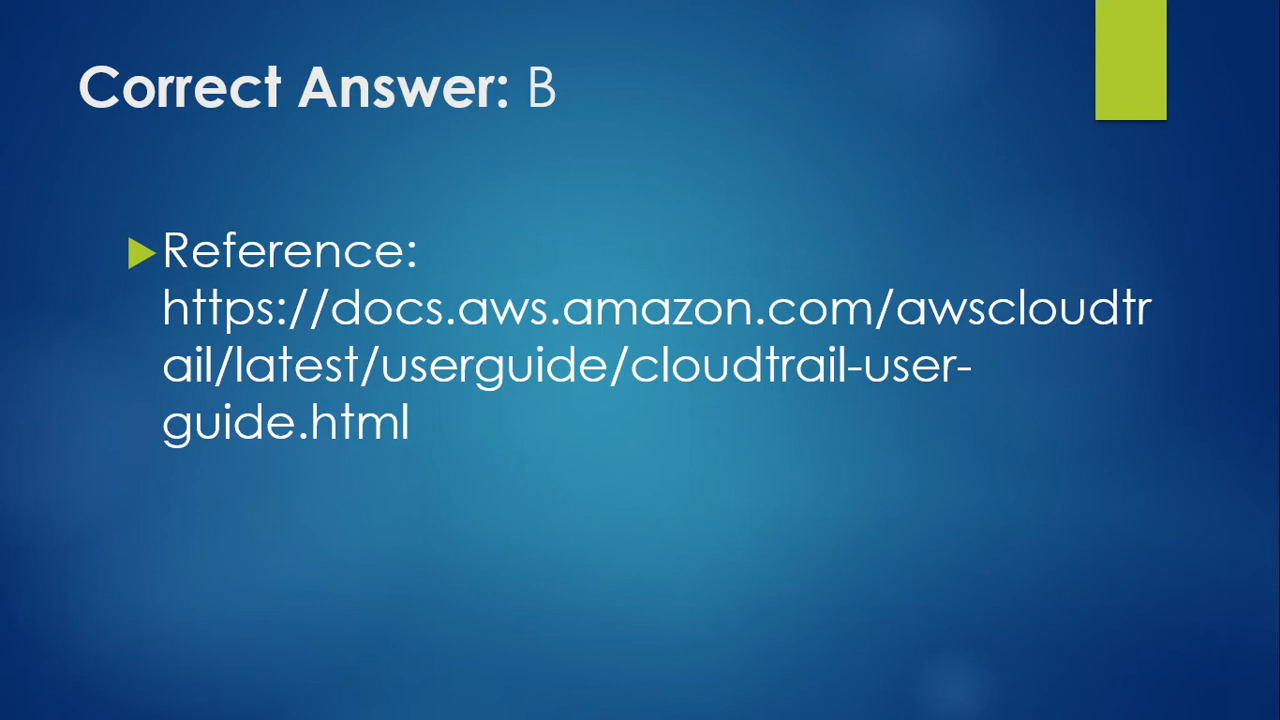 Correct Answer: B
Reference:
https://docs.aws.amazon.com/awscloudtr
ail/latest/userguide/cloudtrail-user-
guide.html